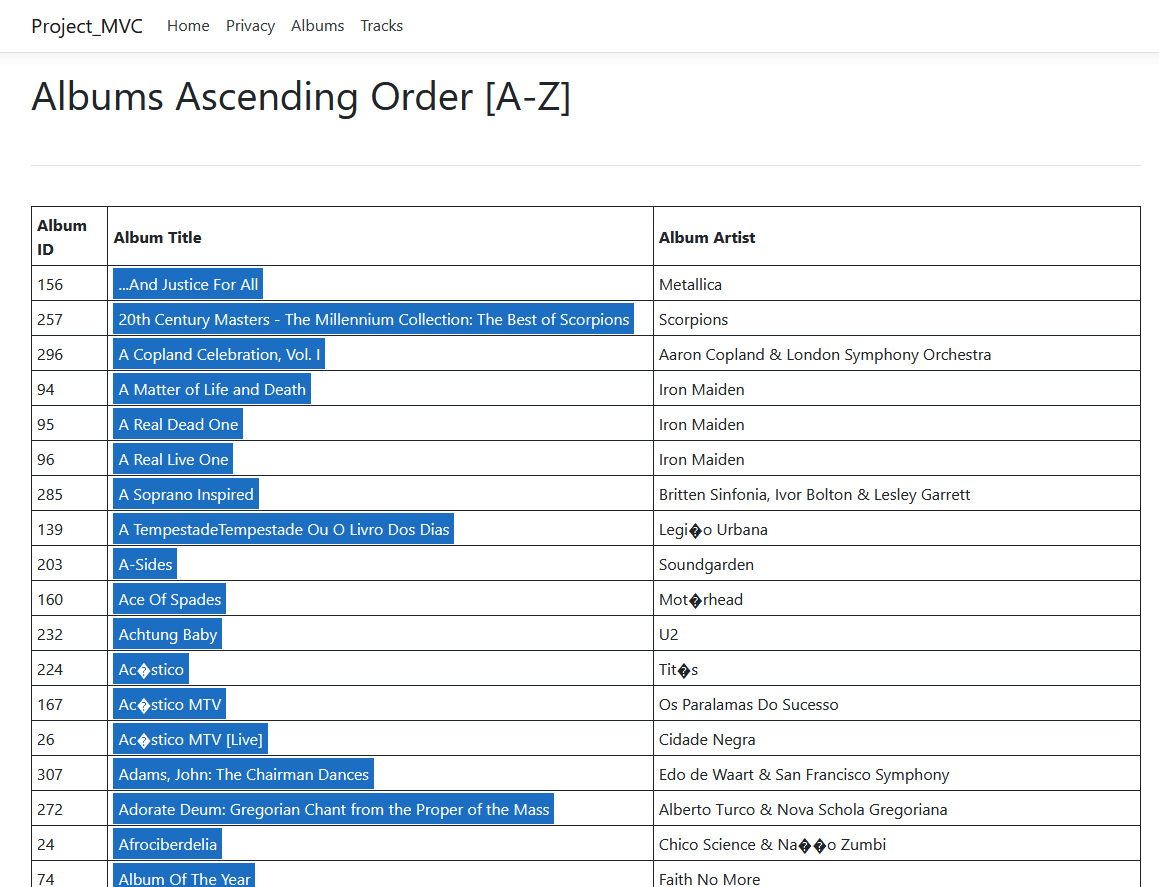 Project_MVC Home Privacy Albums Tracks
Albums Ascending Order [A-Z]
Album ID Album Title Album Artist
156 ...And Justice For All Metallica
257 20th Century Masters - The Millennium Collection: The Best of Scorpions Scorpions
296 A Copland Celebration, Vol. I Aaron Copland & London Symphony Orchestra
94 A Matter of Life and Death Iron Maiden
95 A Real Dead One Iron Maiden
96 A Real Live One Iron Maiden
285 A Soprano Inspired Britten Sinfonia, Ivor Bolton & Lesley Garrett
139 A TempestadeTempestade Ou O Livro Dos Dias Legi�o Urbana
203 A-Sides Soundgarden
160 Ace Of Spades Mot�rhead
232 Achtung Baby U2
224 Ac�stico Tit�s
167 Ac�stico MTV Os Paralamas Do Sucesso
26 Ac�stico MTV [Live] Cidade Negra
307 Adams, John: The Chairman Dances Edo de Waart & San Francisco Symphony
272 Adorate Deum: Gregorian Chant from the Proper of the Mass Alberto Turco & Nova Schola Gregoriana
24 Afrociberdelia Chico Science & Na��o Zumbi
74 Album Of The Year Faith No More